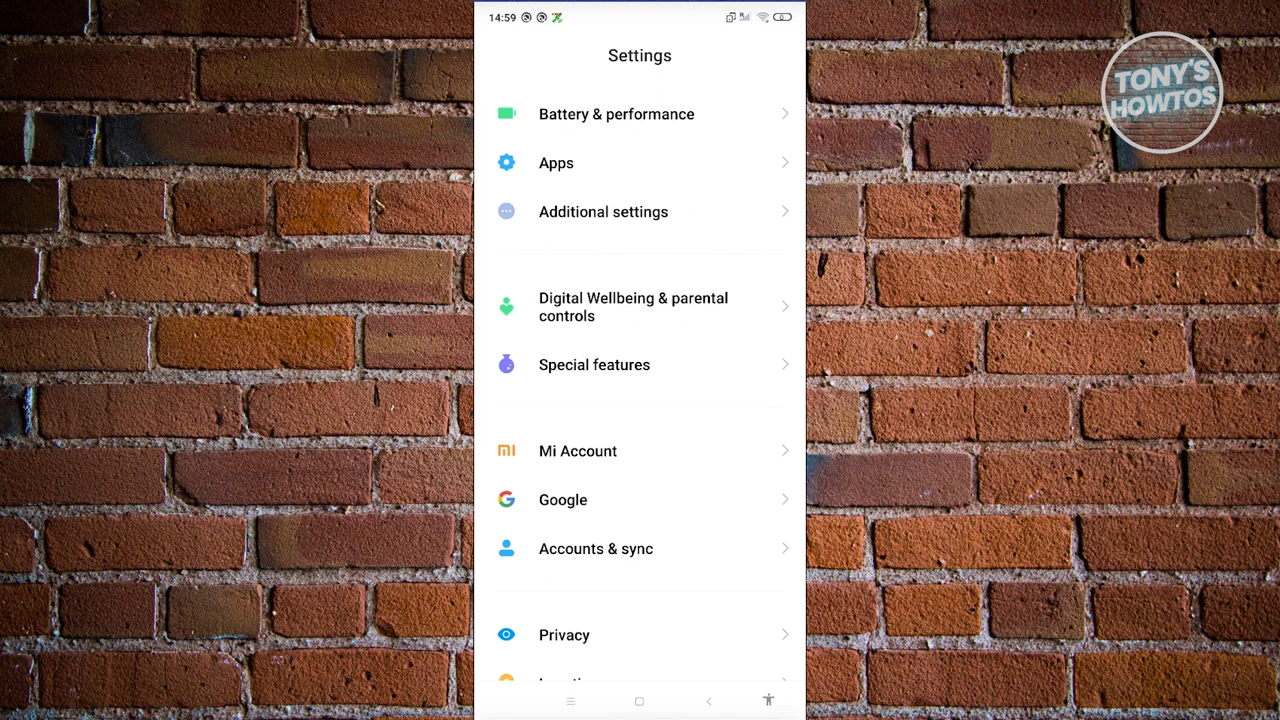 14:59
Settings
TONY'S
HOWTOS
Battery & performance
Apps
Additional settings
Digital Wellbeing & parental
controls
Special features
Mi Account
Google
Accounts & sync
Privacy